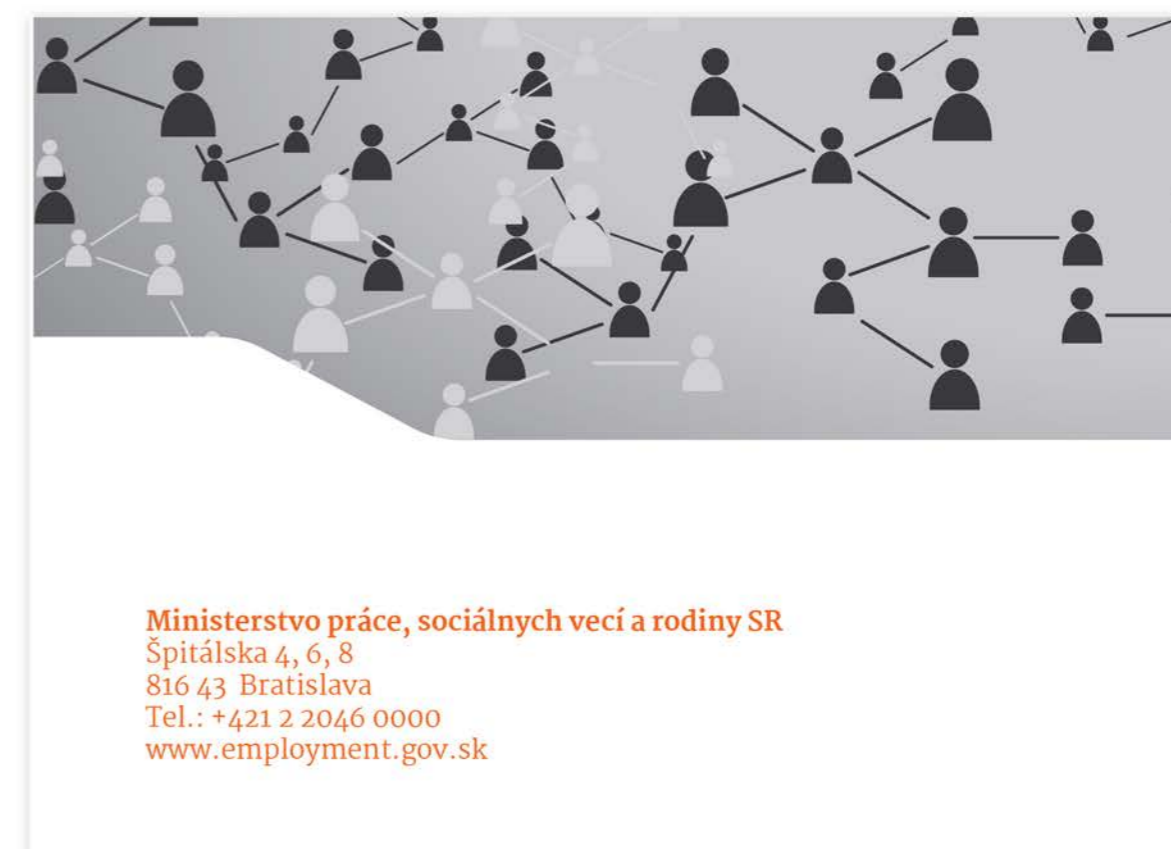 Ministerstvo práce, sociálnych vecí a rodiny SR
Špitálska 4, 6, 8
816 43 Bratislava
Tel.: +421 2 2046 0000
www.employment.gov.sk